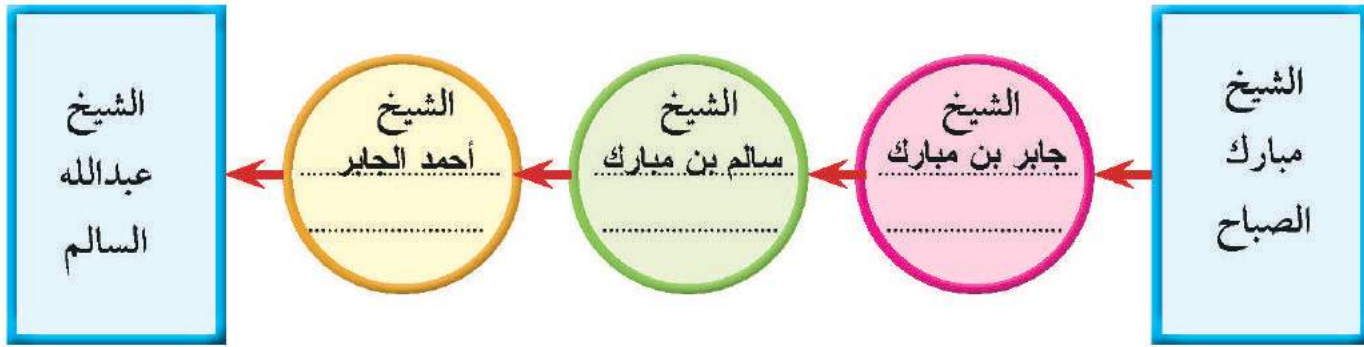 الشيخ
مبارك
الصباح
الشيخ
جابر بن مبارك
الشيخ
سالم بن مبارك
الشيخ
أحمد الجابر
الشيخ
عبدالله
السالم